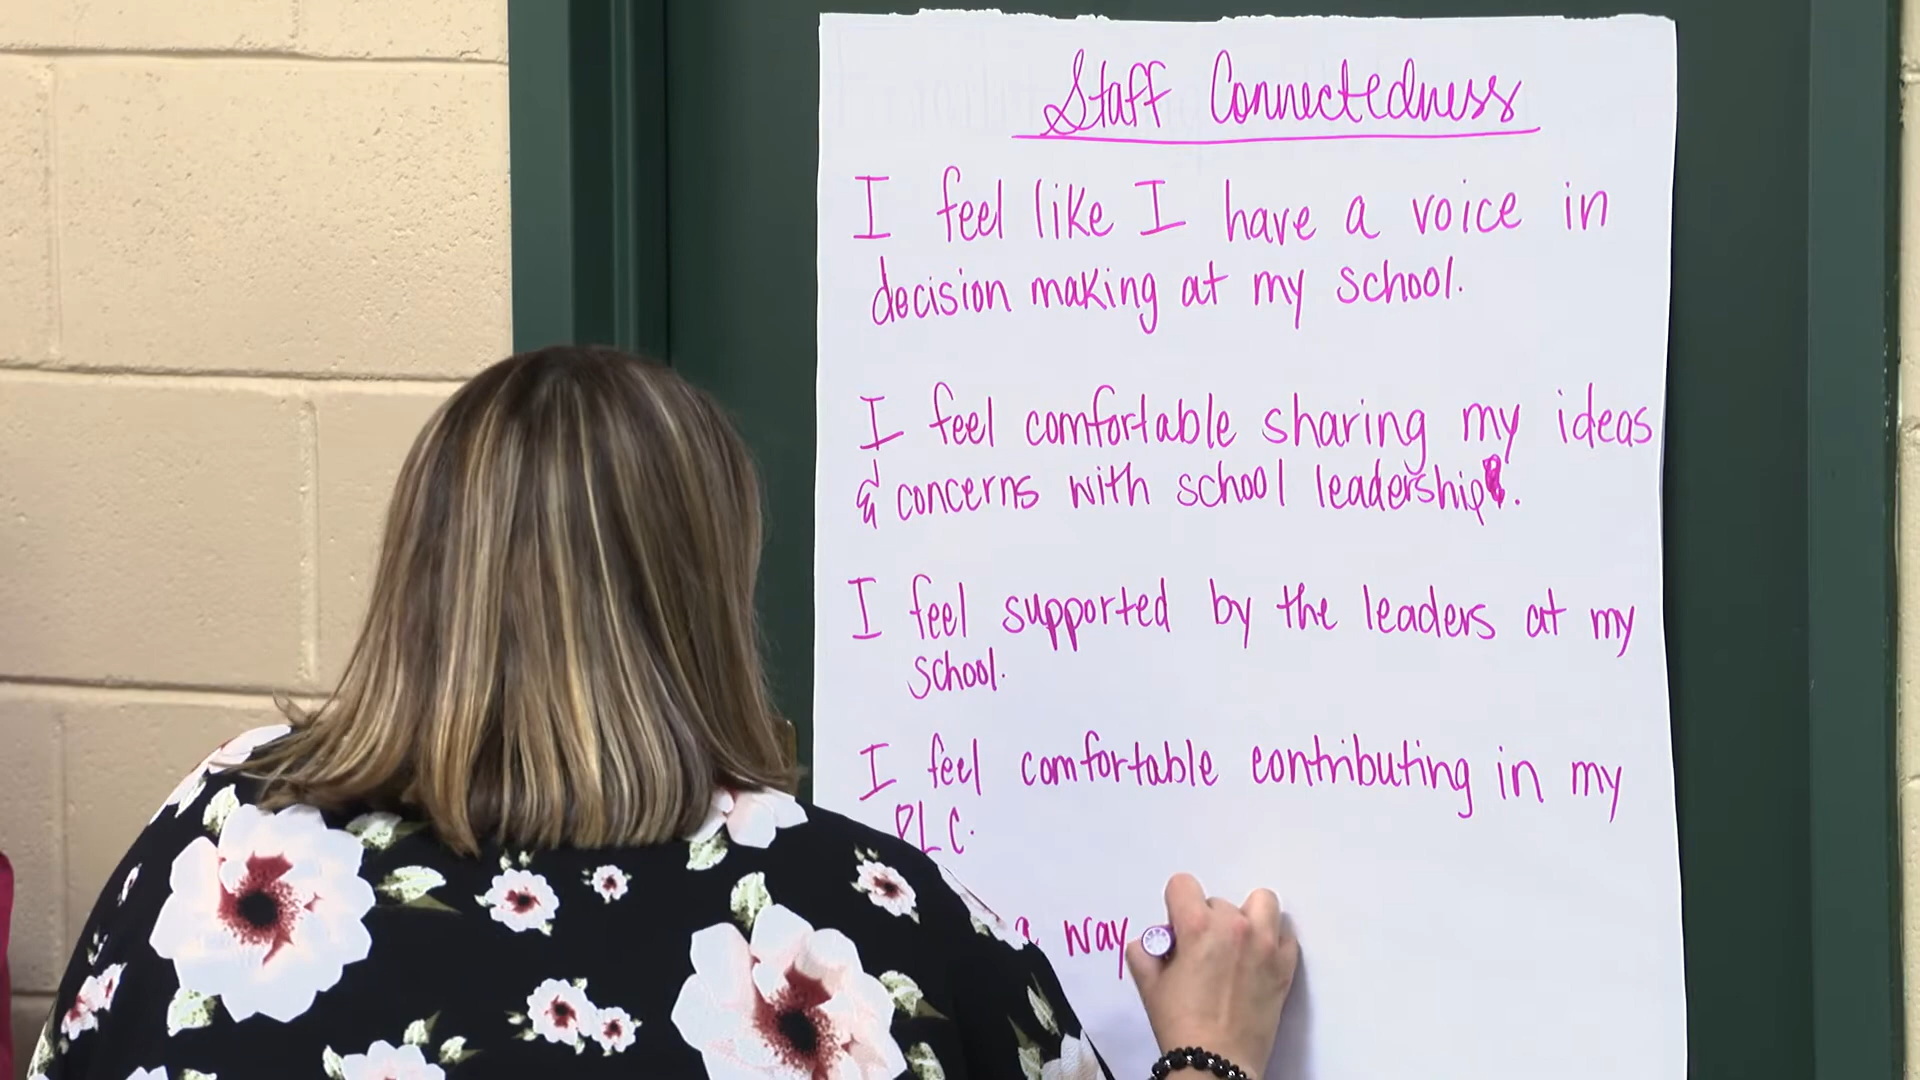 Staff Connectedness
I feel like I have a voice in
decision making at my school.
I feel comfortable sharing my ideas
& concerns with school leadership.
I feel supported by the leaders at my
school.
I feel comfortable contributing in my
PLC.
a way